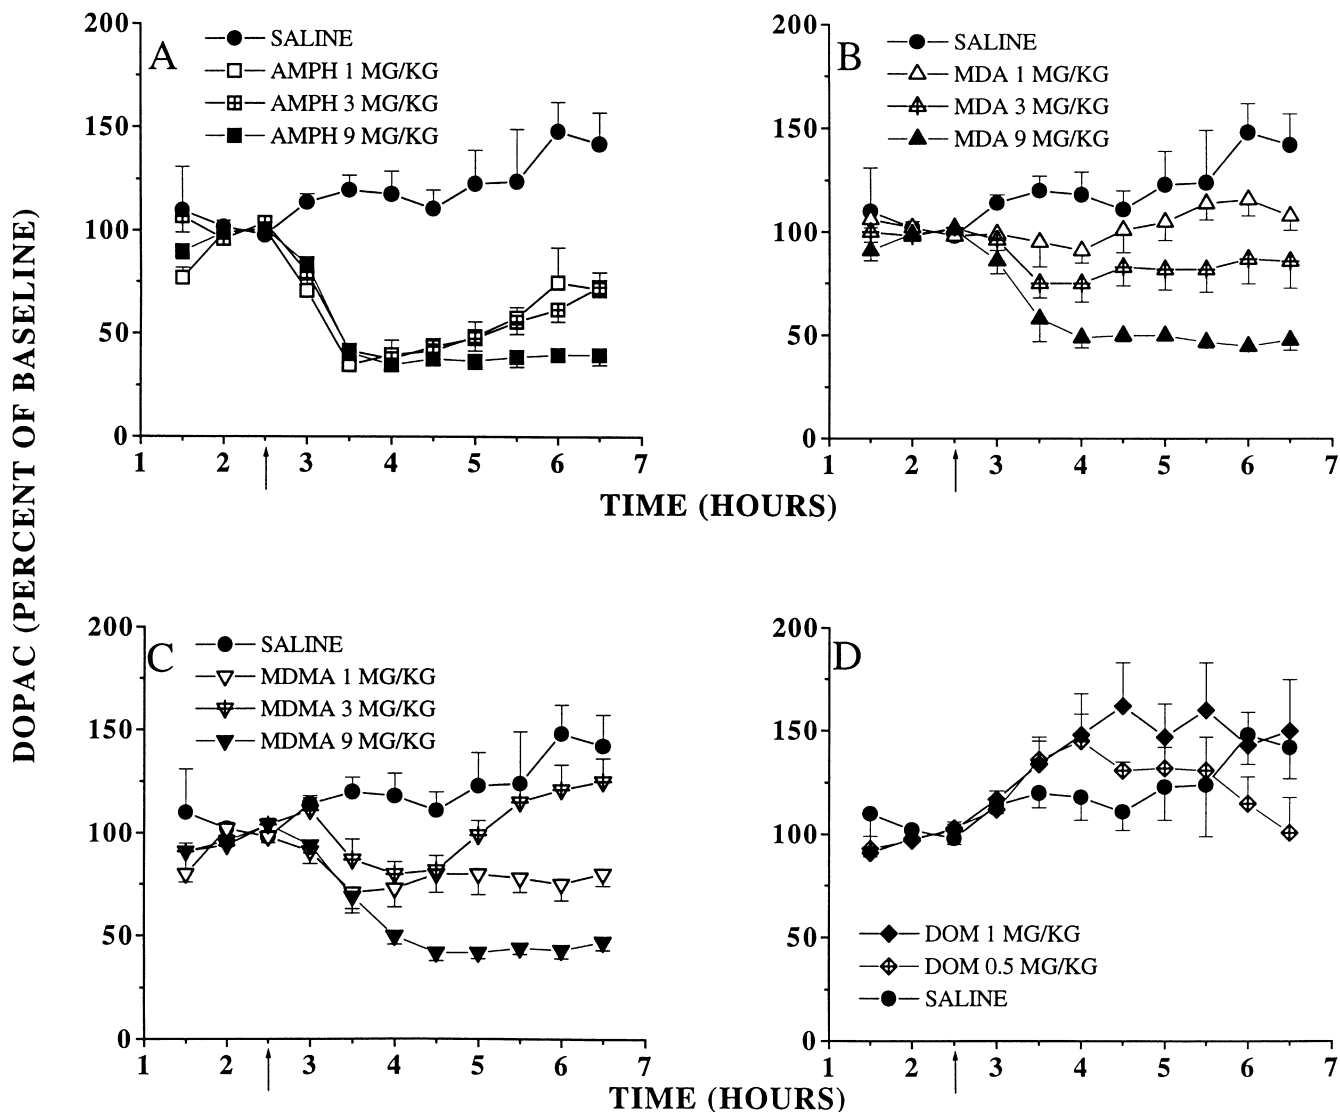 DOPAC (PERCENT OF BASELINE)
A
SALINE
AMPH 1 MG/KG
AMPH 3 MG/KG
AMPH 9 MG/KG
200
150
100
50
0
1 2 3 4 5 6 7
B
SALINE
MDA 1 MG/KG
MDA 3 MG/KG
MDA 9 MG/KG
200
150
100
50
0
1 2 3 4 5 6 7
TIME (HOURS)
C
SALINE
MDMA 1 MG/KG
MDMA 3 MG/KG
MDMA 9 MG/KG
200
150
100
50
0
1 2 3 4 5 6 7
D
200
150
100
50
0
DOM 1 MG/KG
DOM 0.5 MG/KG
SALINE
1 2 3 4 5 6 7
TIME (HOURS)